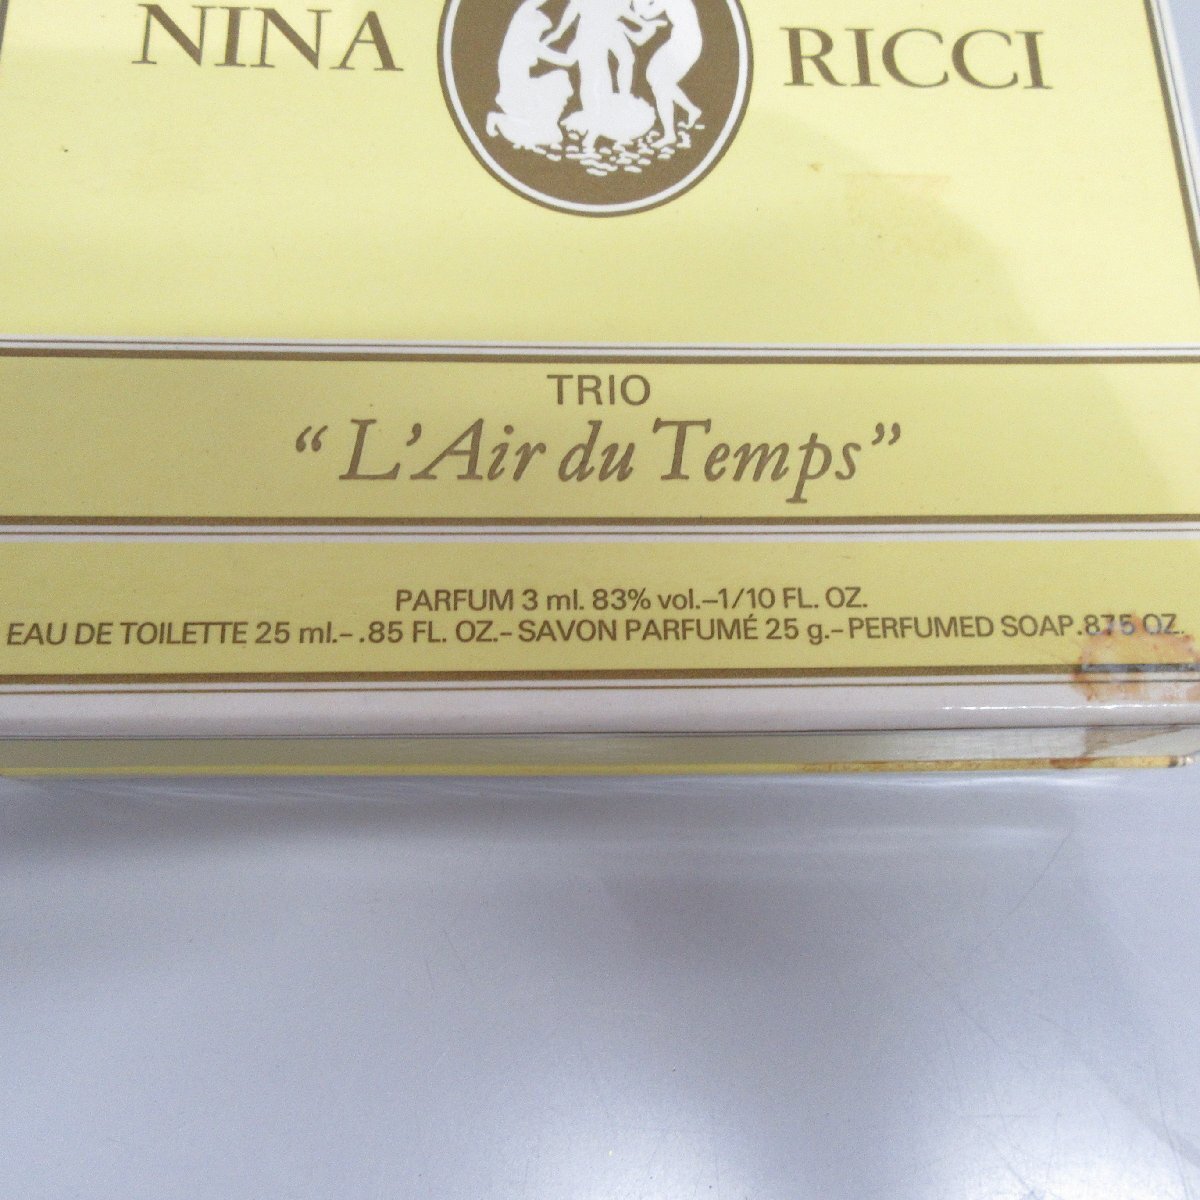 NINA RICCI
TRIO
“L’Air du Temps”
PARFUM 3 ml. 83% vol.–1/10 FL. OZ.
EAU DE TOILETTE 25 ml.–.85 FL. OZ.–SAVON PARFUMÉ 25 g.–PERFUMED SOAP .875 OZ.